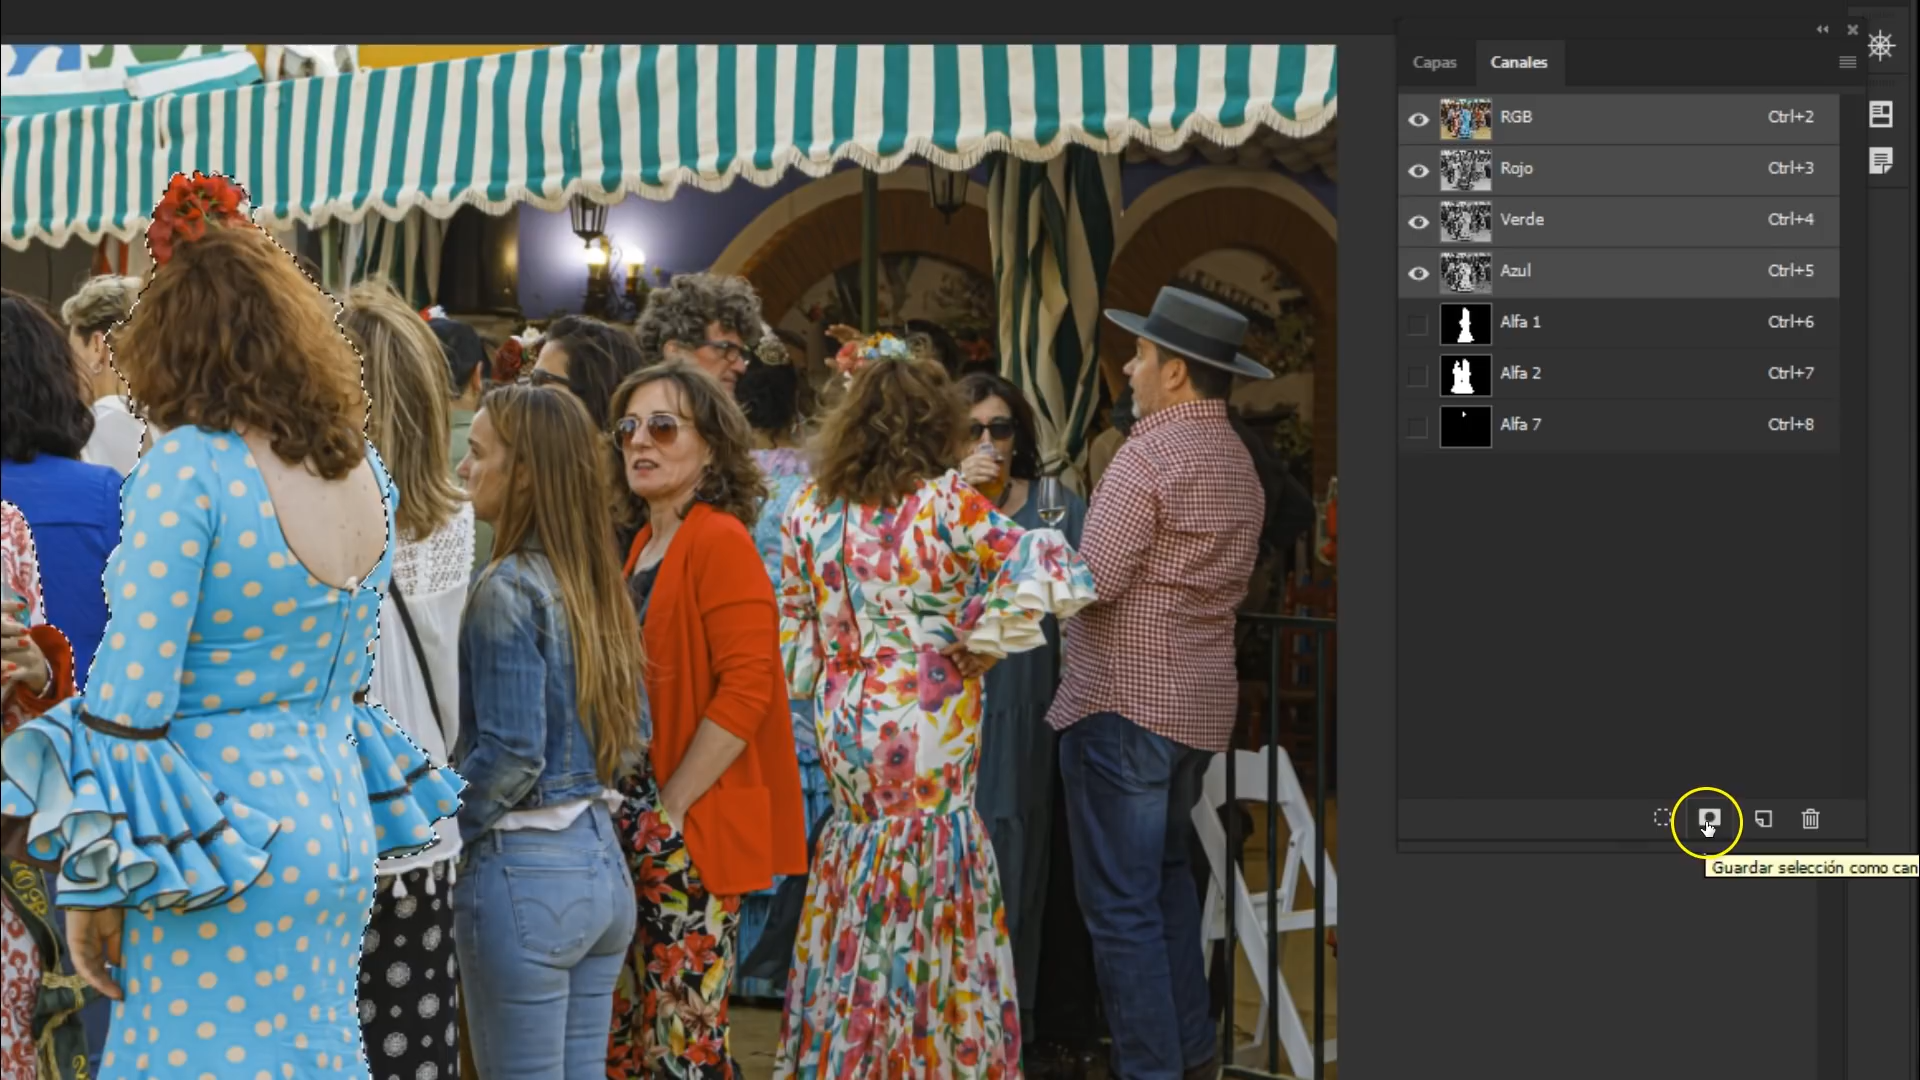 Capas Canales
RGB Ctrl+2
Rojo Ctrl+3
Verde Ctrl+4
Azul Ctrl+5
Alfa 1 Ctrl+6
Alfa 2 Ctrl+7
Alfa 7 Ctrl+8
Guardar selección como can